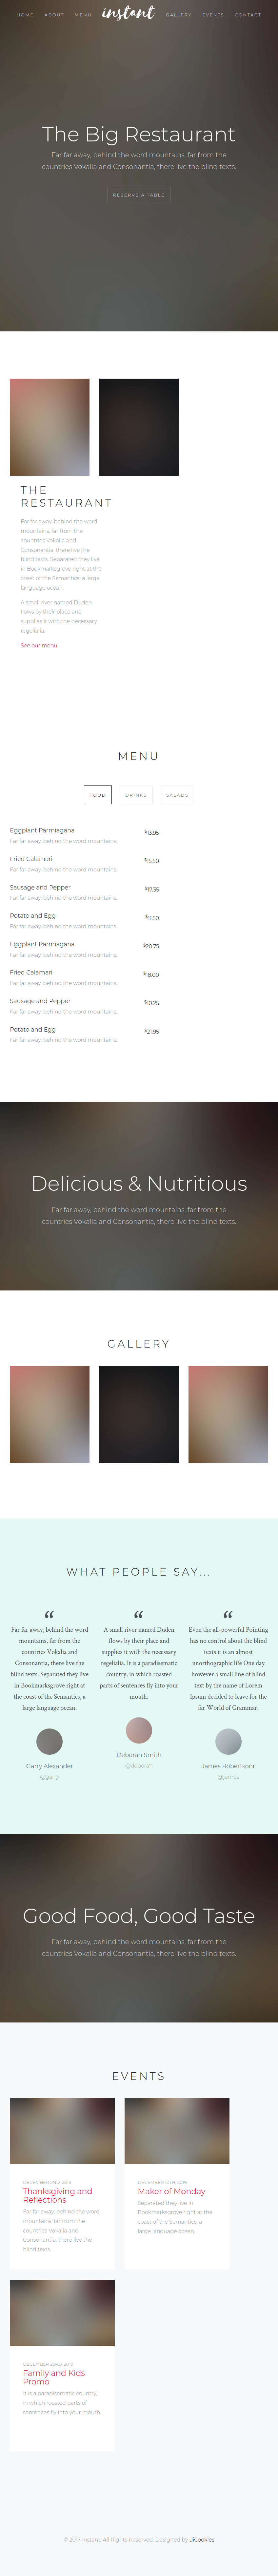 HOME ABOUT MENU instant GALLERY EVENTS CONTACT
The Big Restaurant
Far far away, behind the word mountains, far from the
countries Vokalia and Consonantia, there live the blind texts.
RESERVE A TABLE
THE
RESTAURANT
Far far away, behind the word
mountains, far from the
countries Vokalia and
Consonantia, there live the
blind texts. Separated they live
in Bookmarksgrove right at the
coast of the Semantics, a large
language ocean.
A small river named Duden
flows by their place and
supplies it with the necessary
regelialia.
See our menu
MENU
FOOD DRINKS SALADS
Eggplant Parmiagana $13.95
Far far away, behind the word mountains,
Fried Calamari $15.50
Far far away, behind the word mountains,
Sausage and Pepper $17.35
Far far away, behind the word mountains,
Potato and Egg $11.50
Far far away, behind the word mountains,
Eggplant Parmiagana $20.75
Far far away, behind the word mountains,
Fried Calamari $18.00
Far far away, behind the word mountains,
Sausage and Pepper $10.25
Far far away, behind the word mountains,
Potato and Egg $21.95
Far far away, behind the word mountains,
Delicious & Nutritious
Far far away, behind the word mountains, far from the
countries Vokalia and Consonantia, there live the blind texts.
GALLERY
WHAT PEOPLE SAY...
“
Far far away, behind the word
mountains, far from the
countries Vokalia and
Consonantia, there live the
blind texts. Separated they live
in Bookmarksgrove right at
the coast of the Semantics, a
large language ocean.
Garry Alexander
@garry
“
A small river named Duden
flows by their place and
supplies it with the necessary
regelialia. It is a paradisematic
country, in which roasted
parts of sentences fly into your
mouth.
Deborah Smith
@deborah
“
Even the all-powerful Pointing
has no control about the blind
texts it is an almost
unorthographic life One day
however a small line of blind
text by the name of Lorem
Ipsum decided to leave for the
far World of Grammar.
James Robertsonr
@james
Good Food, Good Taste
Far far away, behind the word mountains, far from the
countries Vokalia and Consonantia, there live the blind texts.
EVENTS
DECEMBER 2ND, 2019
Thanksgiving and
Reflections
Far far away, behind the word
mountains, far from the
countries Vokalia and
Consonantia, there live the
blind texts.
DECEMBER 15TH, 2019
Maker of Monday
Separated they live in
Bookmarksgrove right at the
coast of the Semantics, a
large language ocean.
DECEMBER 23RD, 2019
Family and Kids
Promo
It is a paradisematic country,
in which roasted parts of
sentences fly into your mouth.
© 2017 Instant. All Rights Reserved. Designed by uiCookies